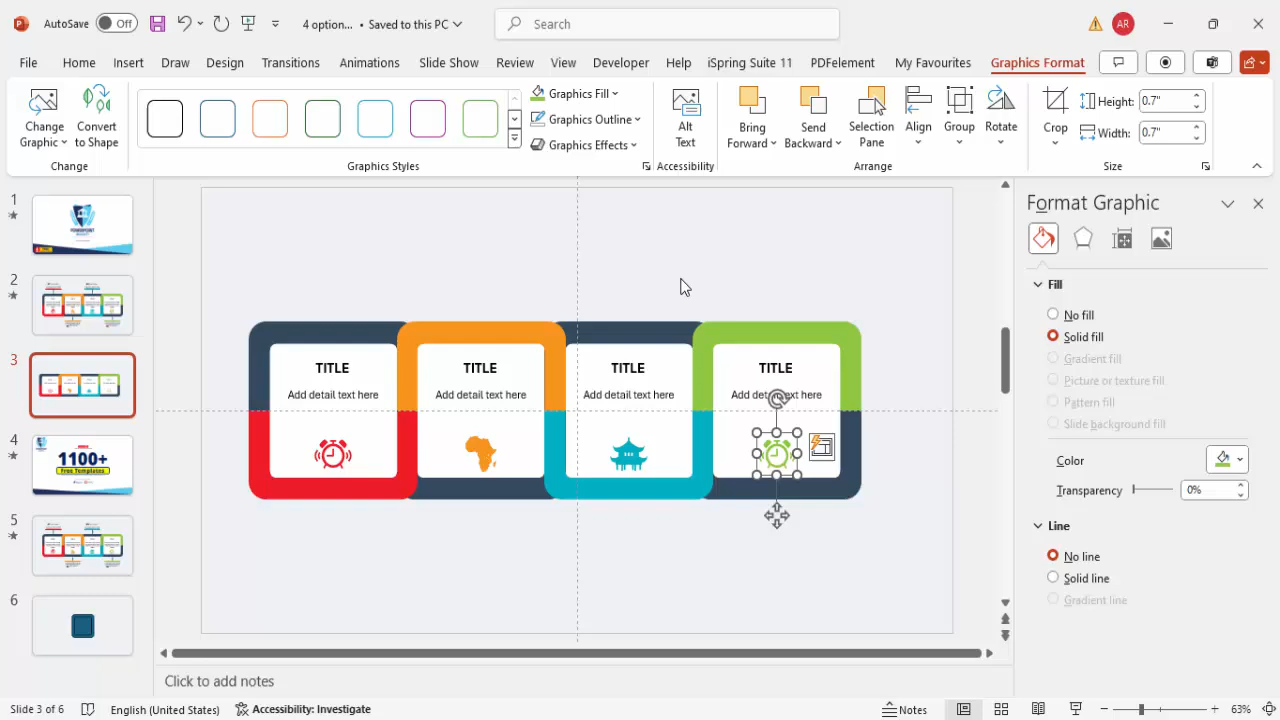 AutoSave Off 4 option... • Saved to this PC Search AR
File Home Insert Draw Design Transitions Animations Slide Show Review View Developer Help iSpring Suite 11 PDFelement My Favourites Graphics Format
Change Graphic
Convert to Shape
Change
Graphics Fill
Graphics Outline
Graphics Effects
Graphics Styles
Alt Text
Accessibility
Bring Forward
Send Backward
Selection Pane
Align
Group
Rotate
Arrange
Crop
Height: 0.7"
Width: 0.7"
Size
1
2
3
4
1100+
Free Templates
5
6
TITLE TITLE TITLE TITLE
Add detail text here Add detail text here Add detail text here Add detail text here
Format Graphic
Fill
No fill
Solid fill
Gradient fill
Picture or texture fill
Pattern fill
Slide background fill
Color
Transparency 0%
Line
No line
Solid line
Gradient line
Click to add notes
Slide 3 of 6 English (United States) Accessibility: Investigate Notes 63%